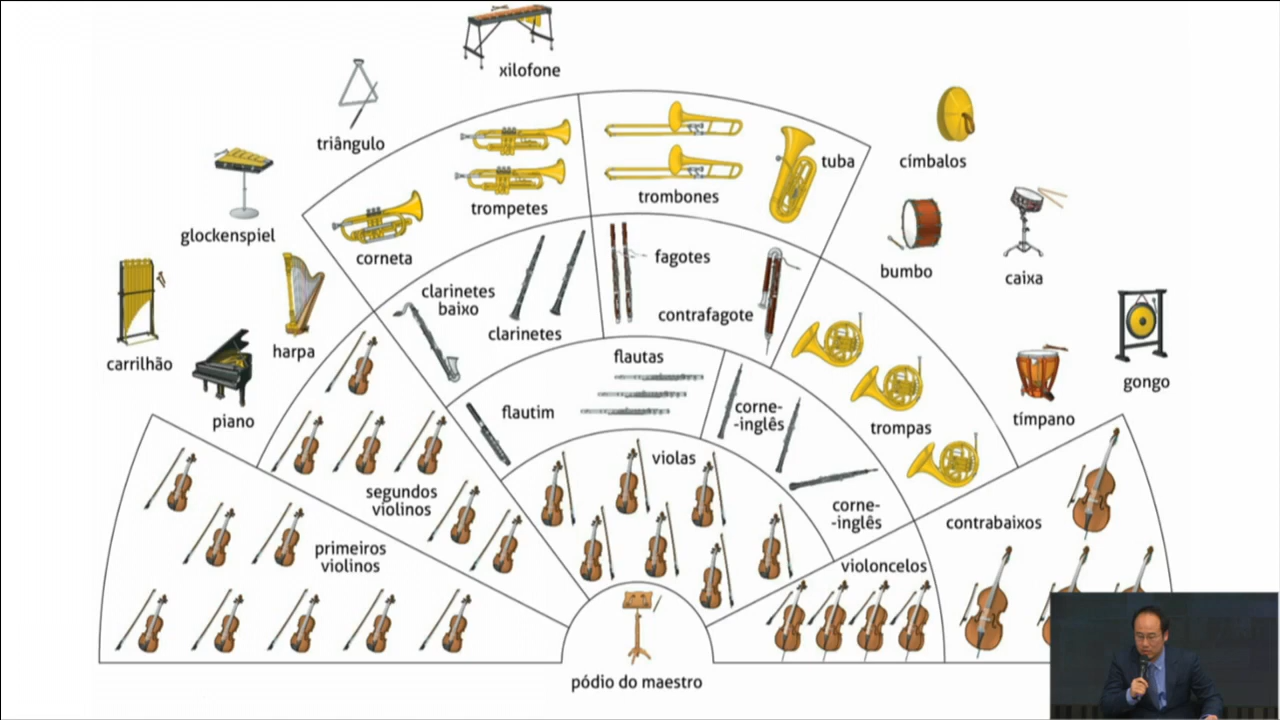 xilofone
triângulo
glockenspiel
carrilhão
piano
harpa
corneta
trompetes
trombones
tuba
címbalos
bumbo
caixa
gongo
tímpano
clarinetes
baixo
clarinetes
fagotes
contrafagote
trompas
flautim
flautas
corne-
-inglês
corne-
-inglês
segundos
violinos
violas
primeiros
violinos
violoncelos
contrabaixos
pódio do maestro